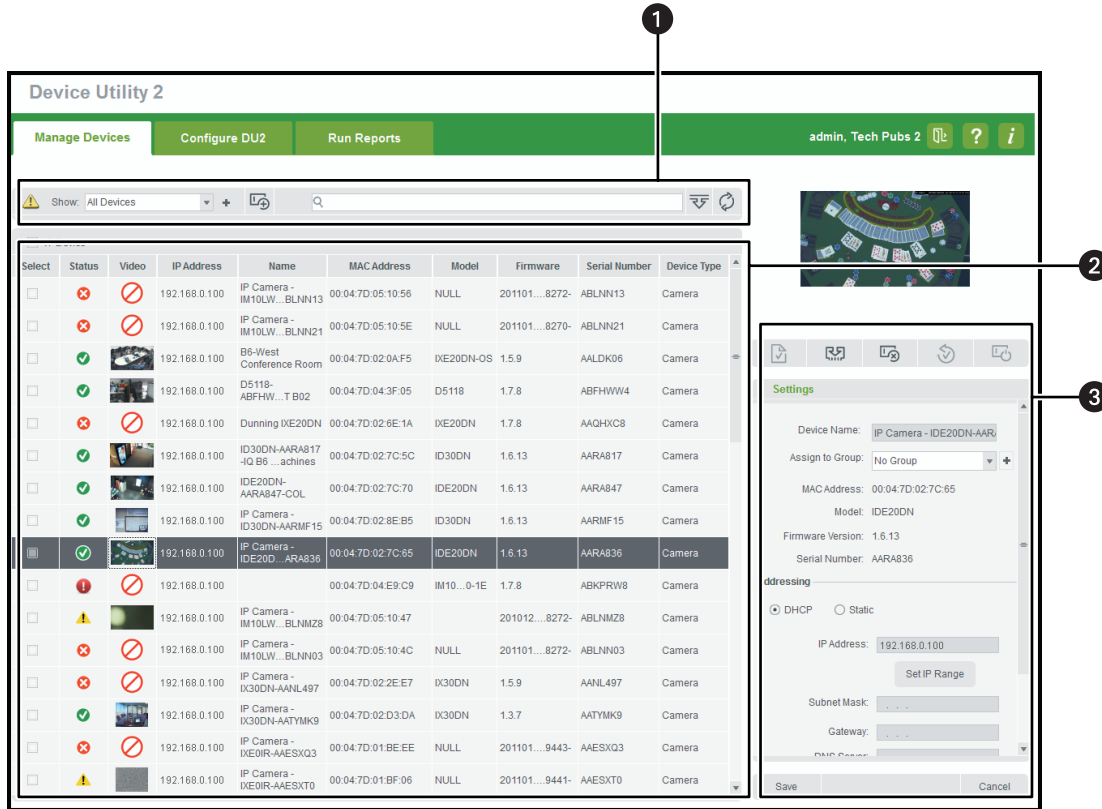 1
Device Utility 2
Manage Devices Configure DU2 Run Reports admin, Tech Pubs 2 ? i
Show: All Devices +
2
Select Status Video IP Address Name MAC Address Model Firmware Serial Number Device Type
192.168.0.100 IP Camera - IM10LW...BLNN13 00:04:7D:05:10:56 NULL 201101....8272- ABLNN13 Camera
192.168.0.100 IP Camera - IM10LW...BLNN21 00:04:7D:05:10:5E NULL 201101....8270- ABLNN21 Camera
192.168.0.100 B6-West Conference Room 00:04:7D:02:0A:F5 IXE20DN-OS 1.5.9 AALDK06 Camera
192.168.0.100 D5118-ABFHW...T B02 00:04:7D:04:3F:05 D5118 1.7.8 ABFHWW4 Camera
192.168.0.100 Dunning IXE20DN 00:04:7D:02:6E:1A IXE20DN 1.7.8 AAQHXC8 Camera
192.168.0.100 ID30DN-AARA817 -IQ B6 ...achines 00:04:7D:02:7C:5C ID30DN 1.6.13 AARA817 Camera
192.168.0.100 IDE20DN-AARA847-COL 00:04:7D:02:7C:70 IDE20DN 1.6.13 AARA847 Camera
192.168.0.100 IP Camera - ID30DN-AARMF15 00:04:7D:02:8E:B5 ID30DN 1.6.13 AARMF15 Camera
192.168.0.100 IP Camera - IDE20D...ARA836 00:04:7D:02:7C:65 IDE20DN 1.6.13 AARA836 Camera
192.168.0.100 00:04:7D:04:E9:C9 IM10...0-1E 1.7.8 ABKPRW8 Camera
192.168.0.100 IP Camera - IM10LW...BLNMZ8 00:04:7D:05:10:47 201012....8272- ABLNMZ8 Camera
192.168.0.100 IP Camera - IM10LW...BLNN03 00:04:7D:05:10:4C NULL 201101....8272- ABLNN03 Camera
192.168.0.100 IP Camera - IX30DN-AANL497 00:04:7D:02:2E:E7 IX30DN 1.5.9 AANL497 Camera
192.168.0.100 IP Camera - IX30DN-AATYMK9 00:04:7D:02:D3:DA IX30DN 1.3.7 AATYMK9 Camera
192.168.0.100 IP Camera - IXE0IR-AAESXQ3 00:04:7D:01:BE:EE NULL 201101....9443- AAESXQ3 Camera
192.168.0.100 IP Camera - IXE0IR-AAESXT0 00:04:7D:01:BF:06 NULL 201101....9441- AAESXT0 Camera
3
Settings
Device Name: IP Camera - IDE20DN-AAR
Assign to Group: No Group +
MAC Address: 00:04:7D:02:7C:65
Model: IDE20DN
Firmware Version: 1.6.13
Serial Number: AARA836
ddressing
DHCP Static
IP Address: 192.168.0.100
Set IP Range
Subnet Mask: . . .
Gateway: . . .
DNS Server:
Save Cancel